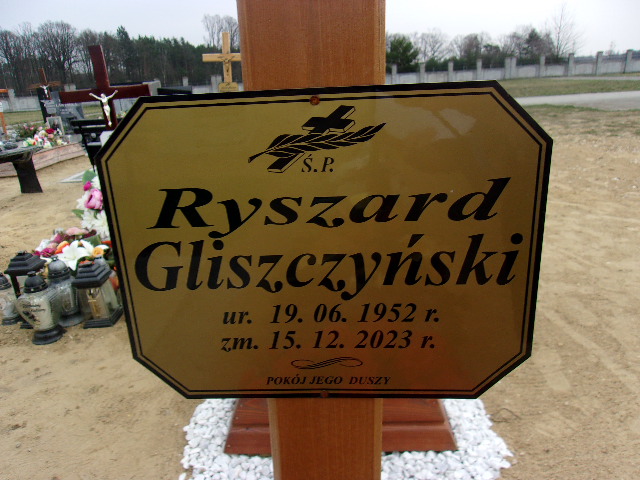 Ś.P.
Ryszard
Gliszczyński
ur. 19. 06. 1952 r.
zm. 15. 12. 2023 r.
POKÓJ JEGO DUSZY